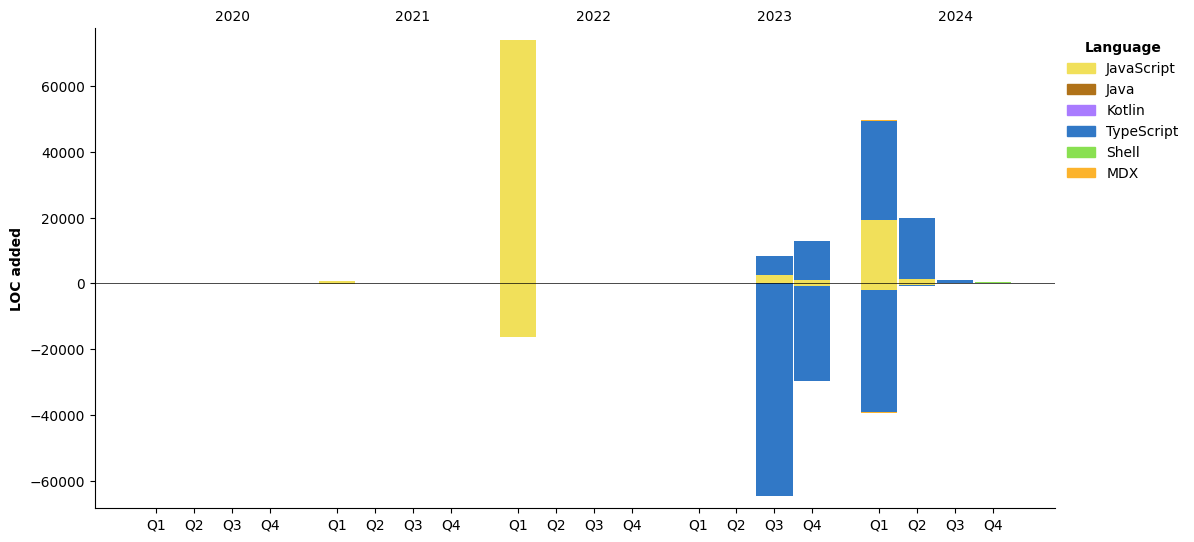 2020 2021 2022 2023 2024
Language
JavaScript
Java
Kotlin
TypeScript
Shell
MDX
LOC added
60000
40000
20000
0
−20000
−40000
−60000
Q1 Q2 Q3 Q4 Q1 Q2 Q3 Q4 Q1 Q2 Q3 Q4 Q1 Q2 Q3 Q4 Q1 Q2 Q3 Q4